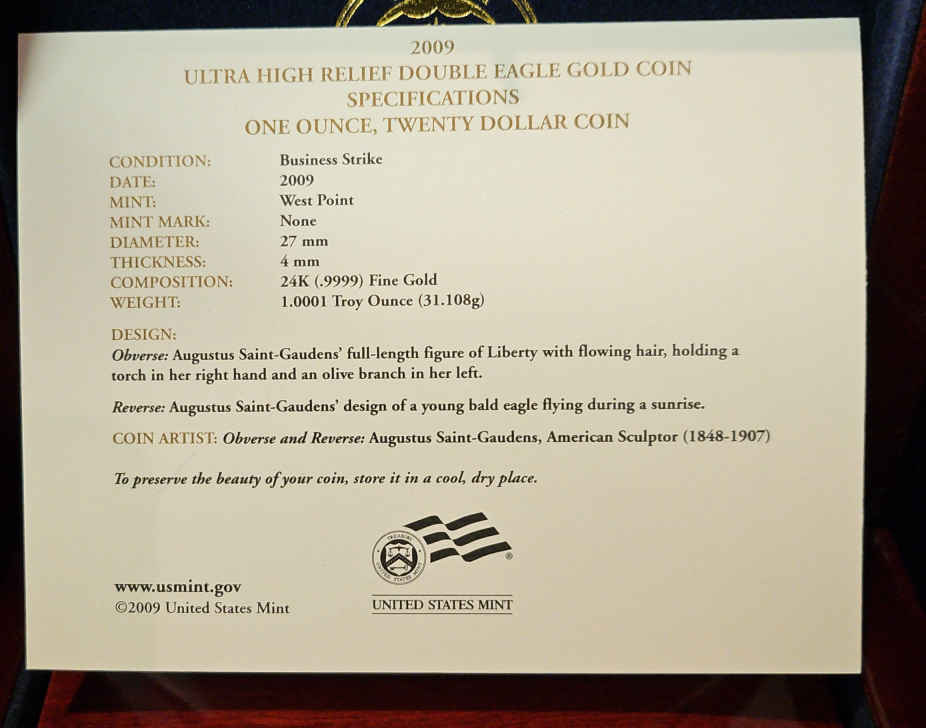 2009
ULTRA HIGH RELIEF DOUBLE EAGLE GOLD COIN
SPECIFICATIONS
ONE OUNCE, TWENTY DOLLAR COIN
CONDITION: Business Strike
DATE: 2009
MINT: West Point
MINT MARK: None
DIAMETER: 27 mm
THICKNESS: 4 mm
COMPOSITION: 24K (.9999) Fine Gold
WEIGHT: 1.0001 Troy Ounce (31.108g)
DESIGN:
Obverse: Augustus Saint-Gaudens' full-length figure of Liberty with flowing hair, holding a
torch in her right hand and an olive branch in her left.
Reverse: Augustus Saint-Gaudens' design of a young bald eagle flying during a sunrise.
COIN ARTIST: Obverse and Reverse: Augustus Saint-Gaudens, American Sculptor (1848-1907)
To preserve the beauty of your coin, store it in a cool, dry place.
TREASURY
UNITED STATES MINT
®
www.usmint.gov
©2009 United States Mint
UNITED STATES MINT